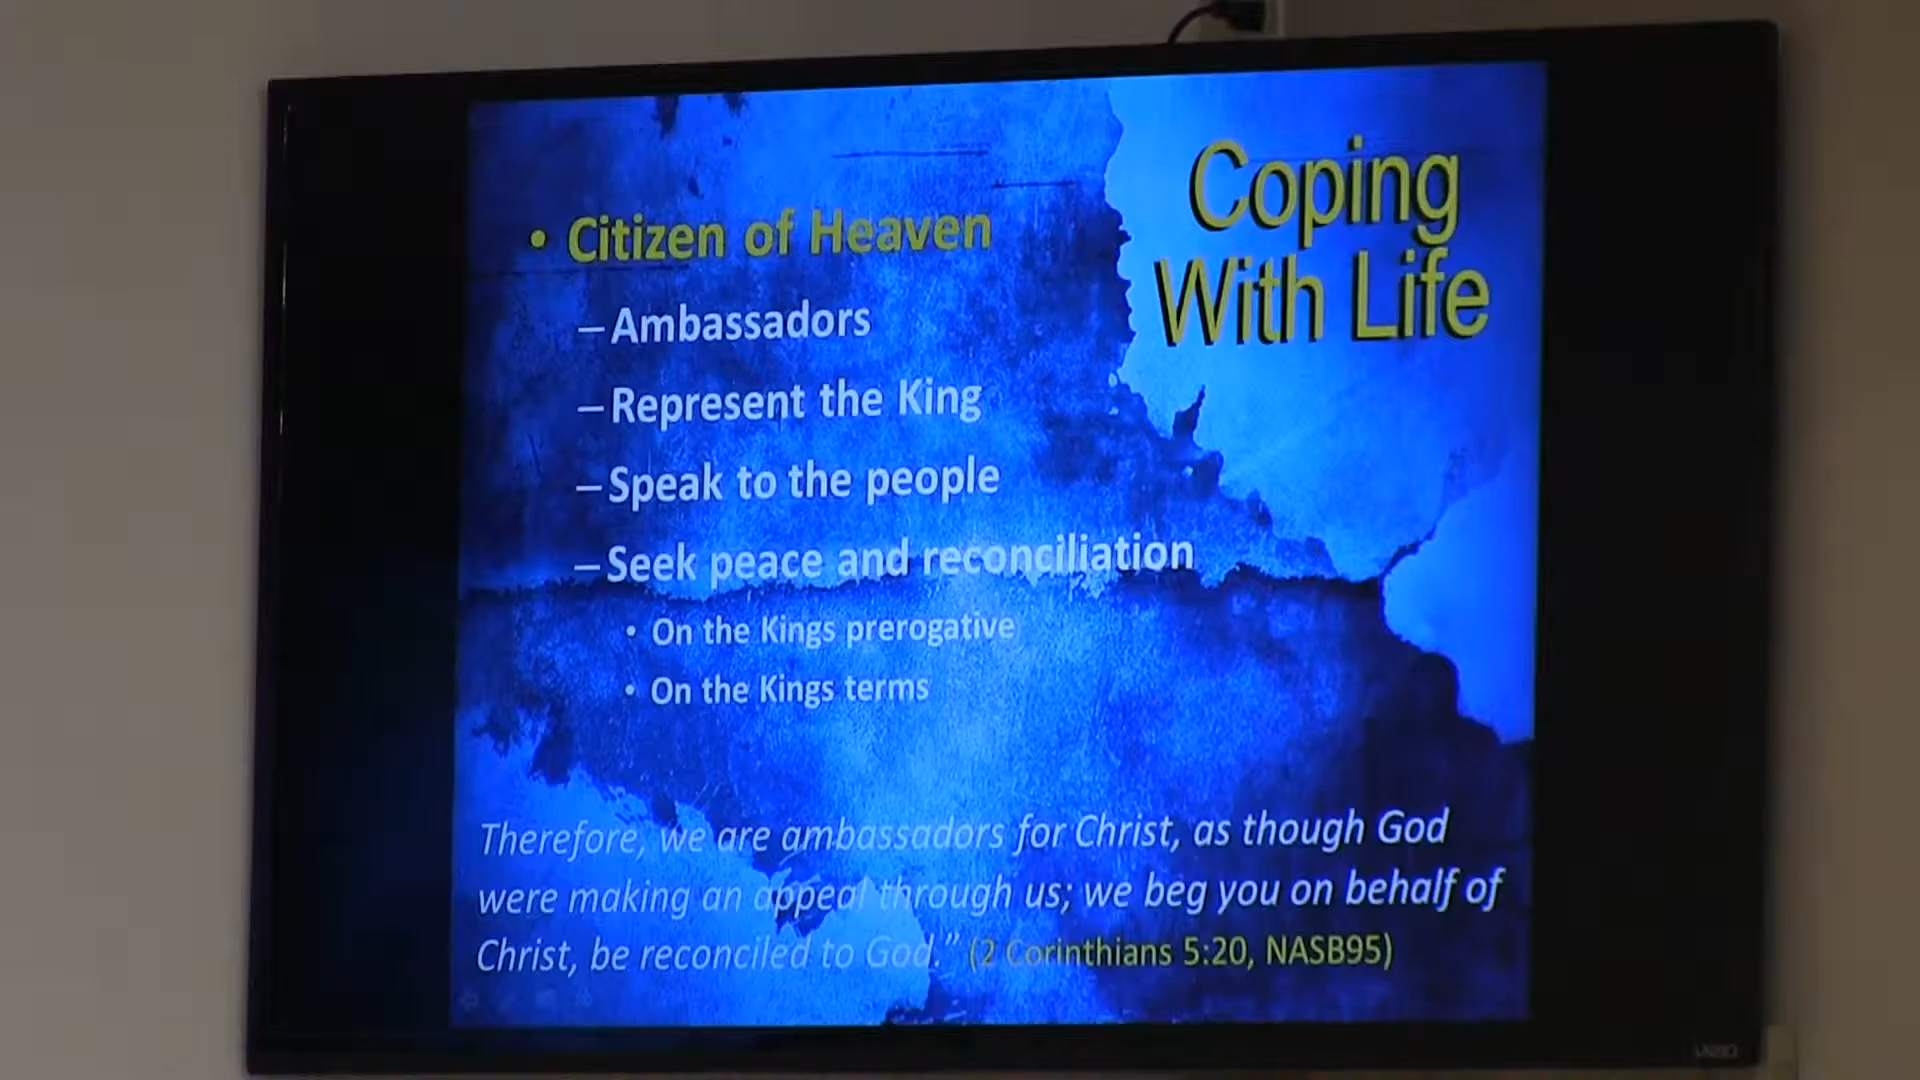 Coping
With Life
• Citizen of Heaven
– Ambassadors
– Represent the King
– Speak to the people
– Seek peace and reconciliation
• On the Kings prerogative
• On the Kings terms
Therefore, we are ambassadors for Christ, as though God
were making an appeal through us; we beg you on behalf of
Christ, be reconciled to God.” (2 Corinthians 5:20, NASB95)
VIZIO